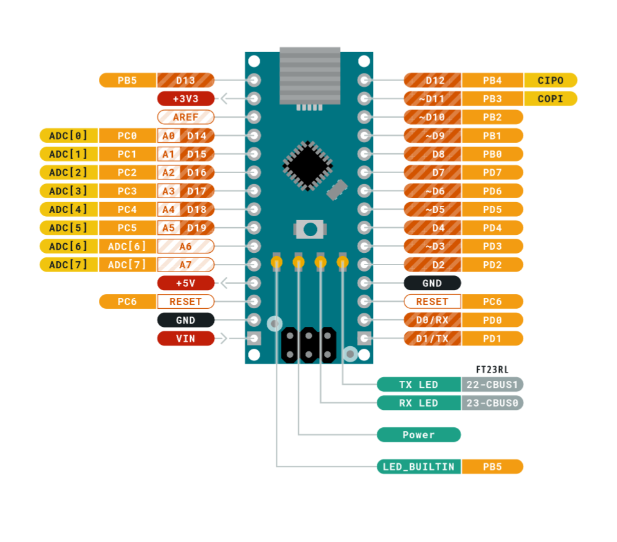 PB5 D13 D12 PB4 CIPO
+3V3 ~D11 PB3 COPI
AREF ~D10 PB2
ADC[0] PC0 A0 D14 ~D9 PB1
ADC[1] PC1 A1 D15 D8 PB0
ADC[2] PC2 A2 D16 D7 PD7
ADC[3] PC3 A3 D17 ~D6 PD6
ADC[4] PC4 A4 D18 ~D5 PD5
ADC[5] PC5 A5 D19 D4 PD4
ADC[6] ADC[6] A6 ~D3 PD3
ADC[7] ADC[7] A7 D2 PD2
+5V GND
PC6 RESET RESET PC6
GND D0/RX PD0
VIN D1/TX PD1
FT23RL
TX LED 22-CBUS1
RX LED 23-CBUS0
Power
LED_BUILTIN PB5